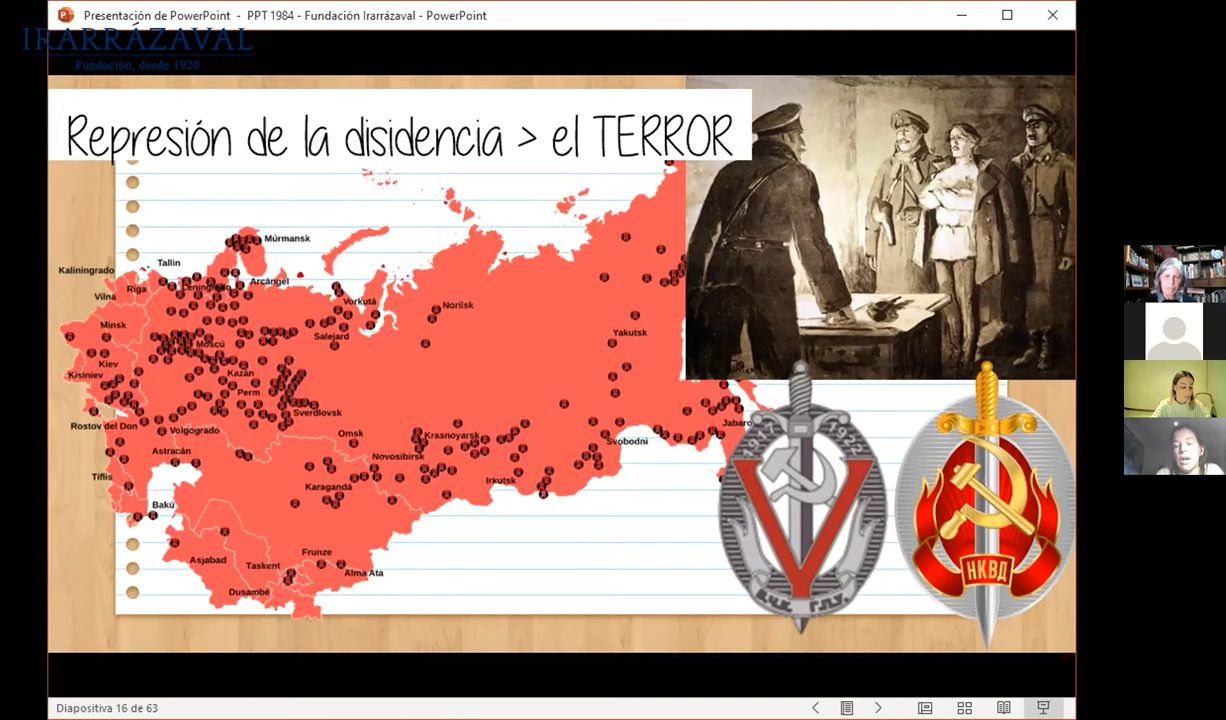 Presentación de PowerPoint - PPT 1984 - Fundación Irarrázaval - PowerPoint
IRARRÁZAVAL
Fundación, desde 1920
Represión de la disidencia > el TERROR
Múrmansk
Tallin
Kaliningrado
Riga
Leningrado
Arcángel
Vilna
Vorkutá
Norilsk
Minsk
Salejard
Yakutsk
Moscú
Kiev
Kazán
Kisiniev
Perm
Sverdlovsk
Rostov del Don
Volgogrado
Omsk
Krasnoyarsk
Jabaro
Svobodni
Astracán
Novosibirsk
Tiflis
Karagandá
Irkutsk
Bakú
Asjabad
Frunze
Taskent
Alma Ata
Dusambé
1917 1922
В.Ч.К. Г.П.У.
НКВД
Diapositiva 16 de 63